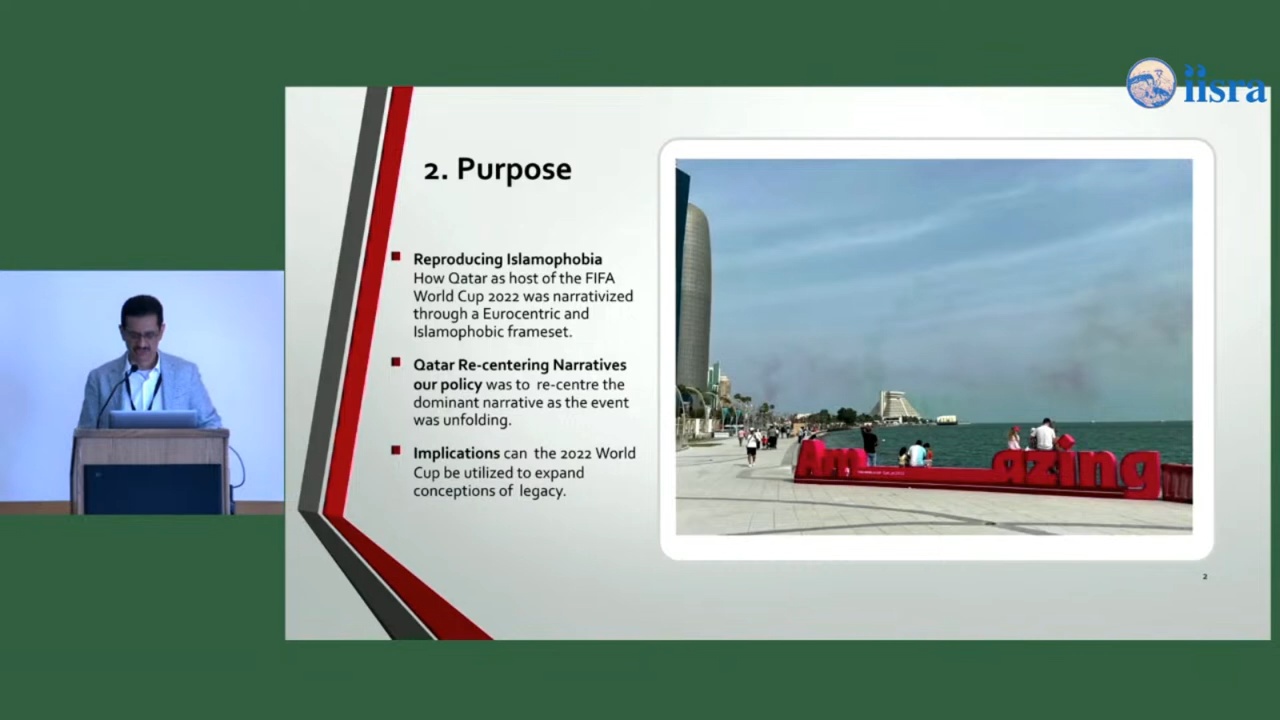 iisra
2. Purpose
Reproducing Islamophobia
How Qatar as host of the FIFA
World Cup 2022 was narrativized
through a Eurocentric and
Islamophobic frameset.
Qatar Re-centering Narratives
our policy was to re-centre the
dominant narrative as the event
was unfolding.
Implications can the 2022 World
Cup be utilized to expand
conceptions of legacy.
Am azing
2